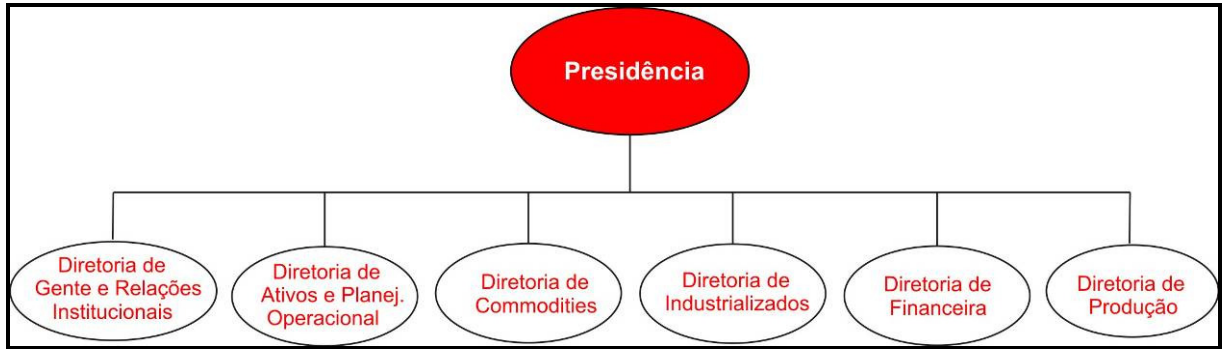 Presidência
Diretoria de
Gente e Relações
Institucionais
Diretoria de
Ativos e Planej.
Operacional
Diretoria de
Commodities
Diretoria de
Industrializados
Diretoria de
Financeira
Diretoria de
Produção